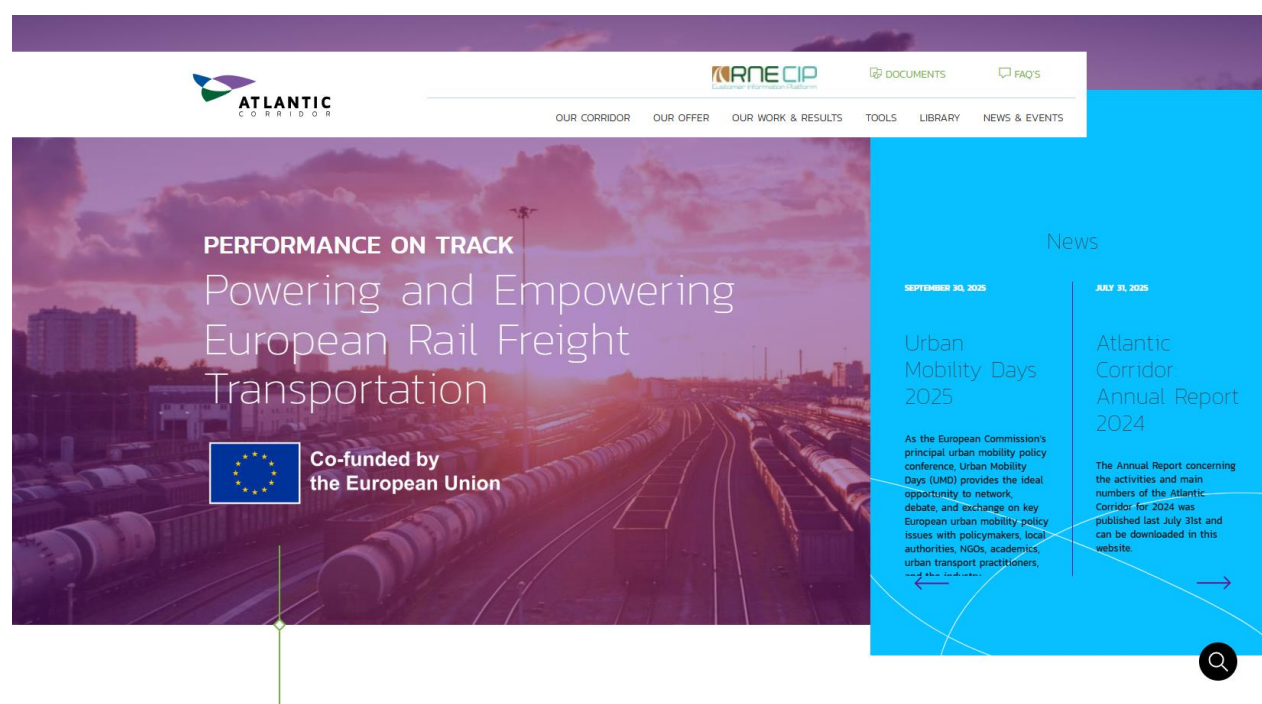 ATLANTIC
CORRIDOR
RNE CIP
Customer Information Platform
DOCUMENTS
FAQ'S
OUR CORRIDOR
OUR OFFER
OUR WORK & RESULTS
TOOLS
LIBRARY
NEWS & EVENTS
PERFORMANCE ON TRACK
Powering and Empowering
European Rail Freight
Transportation
Co-funded by
the European Union
News
SEPTEMBER 30, 2025
Urban
Mobility Days
2025
As the European Commission's
principal urban mobility policy
conference, Urban Mobility
Days (UMD) provides the ideal
opportunity to network,
debate, and exchange on key
European urban mobility policy
issues with policymakers, local
authorities, NGOs, academics,
urban transport practitioners,
and the industry
JULY 31, 2025
Atlantic
Corridor
Annual Report
2024
The Annual Report concerning
the activities and main
numbers of the Atlantic
Corridor for 2024 was
published last July 31st and
can be downloaded in this
website.